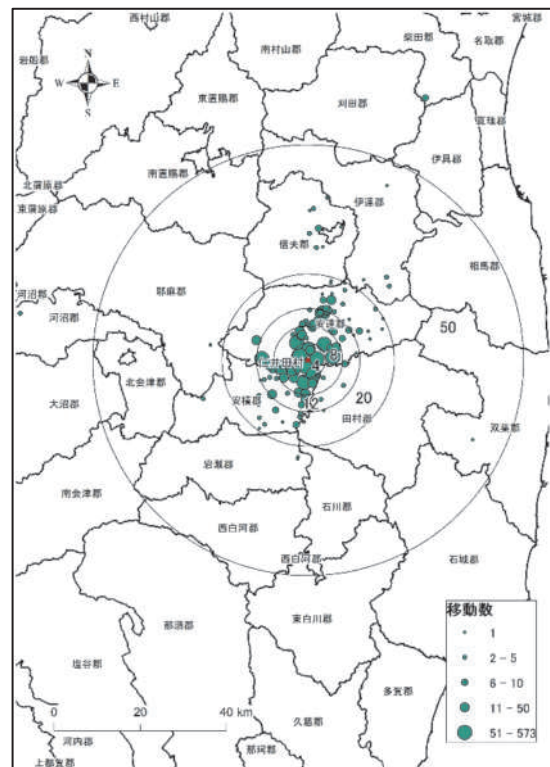 西村山郡
宮城郡
柴田郡
名取郡
南村山郡
岩船郡
N
W E
S
東置賜郡
刈田郡
亘理郡
伊具郡
南置賜郡
北蒲原郡
東蒲原郡
伊達郡
信夫郡
相馬郡
耶麻郡
河沼郡
河沼郡
安達郡
50
仁井田村
8
4
北会津郡
大沼郡
安積郡
12
20
田村郡
双葉郡
岩瀬郡
南会津郡
石川郡
西白河郡
西白河郡
石城郡
東白川郡
那須郡
塩谷郡
多賀郡
久慈郡
河内郡
那珂郡
上都賀郡
0 20 40 km
移動数
1
2 - 5
6 - 10
11 - 50
51 - 573